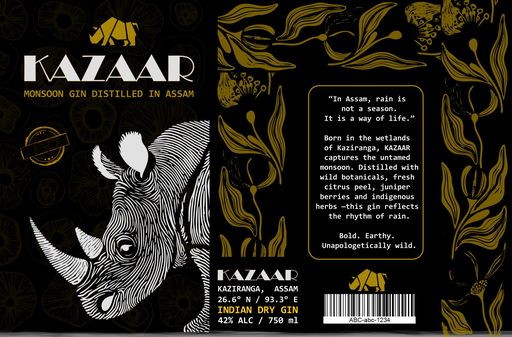 KAZAAR
MONSOON GIN DISTILLED IN ASSAM
“In Assam, rain is
not a season.
It is a way of life.”
Born in the wetlands
of Kaziranga, KAZAAR
captures the untamed
monsoon. Distilled with
wild botanicals, fresh
citrus peel, juniper
berries and indigenous
herbs —this gin reflects
the rhythm of rain.
Bold. Earthy.
Unapologetically wild.
KAZAAR
KAZIRANGA, ASSAM
26.6° N / 93.3° E
INDIAN DRY GIN
42% ALC / 750 ml
ABC-abc-1234